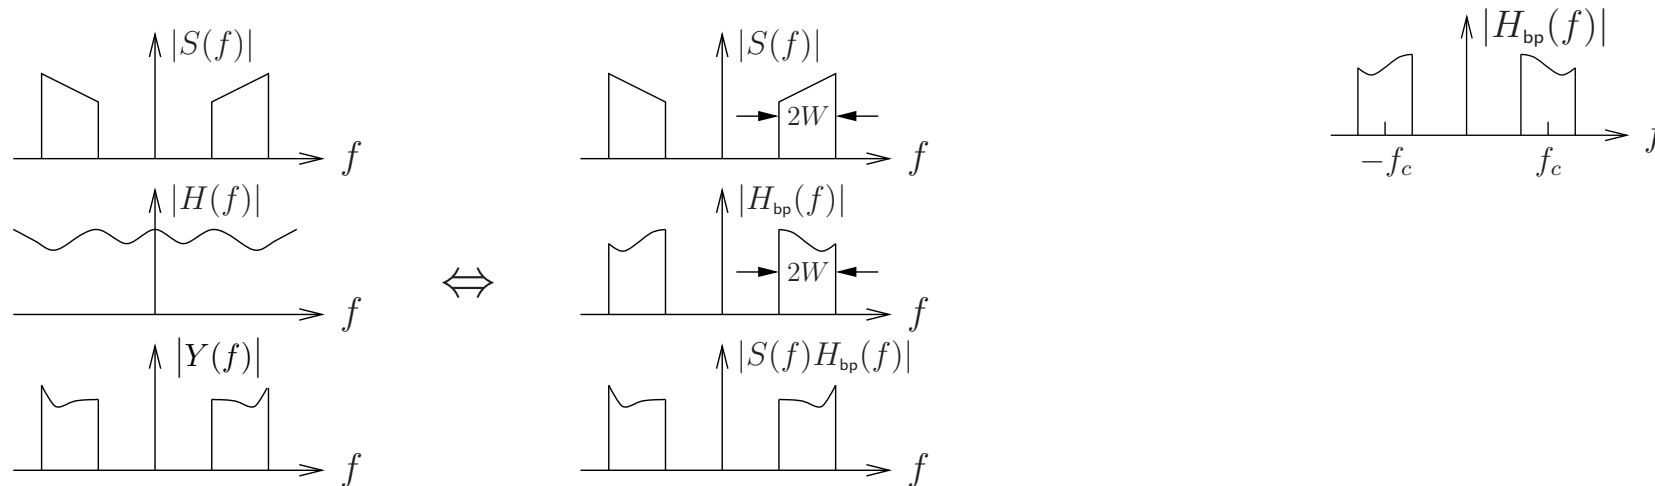 |S(f)|
f
|H(f)|
f
|Y(f)|
f
⇔
|S(f)|
2W
f
|H_bp(f)|
2W
f
|S(f)H_bp(f)|
f
|H_bp(f)|
f
−f_c
f_c